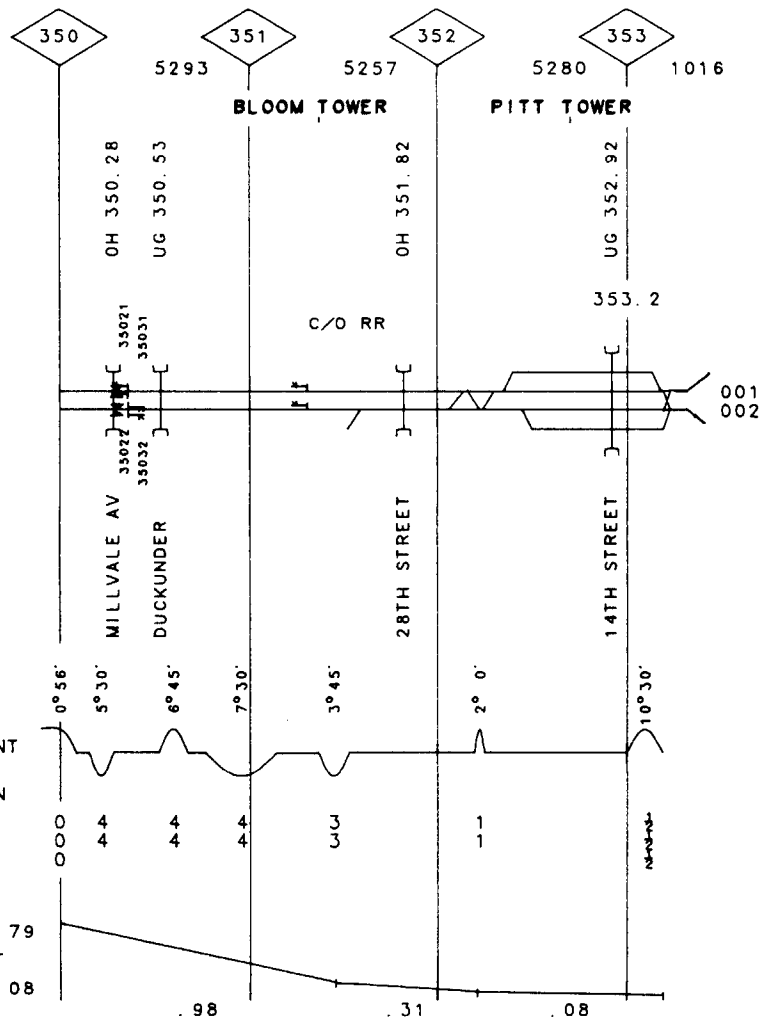 350 351 352 353
5293 5257 5280 1016
BLOOM TOWER PITT TOWER
OH 350.28
UG 350.53
OH 351.82
UG 352.92
353.2
C/O RR
35021
35031
001
002
35022
35032
MILLVALE AV
DUCKUNDER
28TH STREET
14TH STREET
0°56'
5°30'
6°45'
7°30'
3°45'
2°0'
10°30'
NT
N
0 4 4 4 3 1
0 4 4 4 3 1
0
79
08
.98 .31 .08